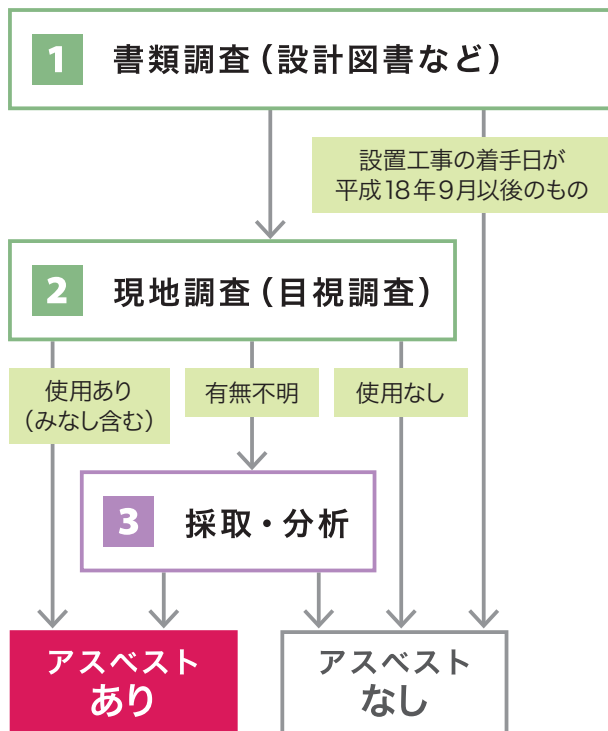 1 書類調査（設計図書など）
設置工事の着手日が
平成18年9月以後のもの
2 現地調査（目視調査）
使用あり
（みなし含む）
有無不明
使用なし
3 採取・分析
アスベスト
あり
アスベスト
なし